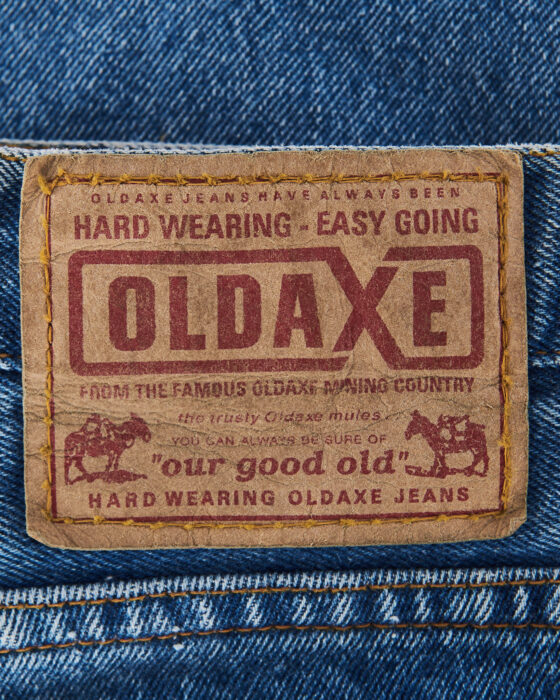 OLDAXE JEANS HAVE ALWAYS BEEN
HARD WEARING - EASY GOING
OLDAXE
FROM THE FAMOUS OLDAXE MINING COUNTRY
the trusty Oldaxe mules
YOU CAN ALWAYS BE SURE OF
"our good old"
HARD WEARING OLDAXE JEANS